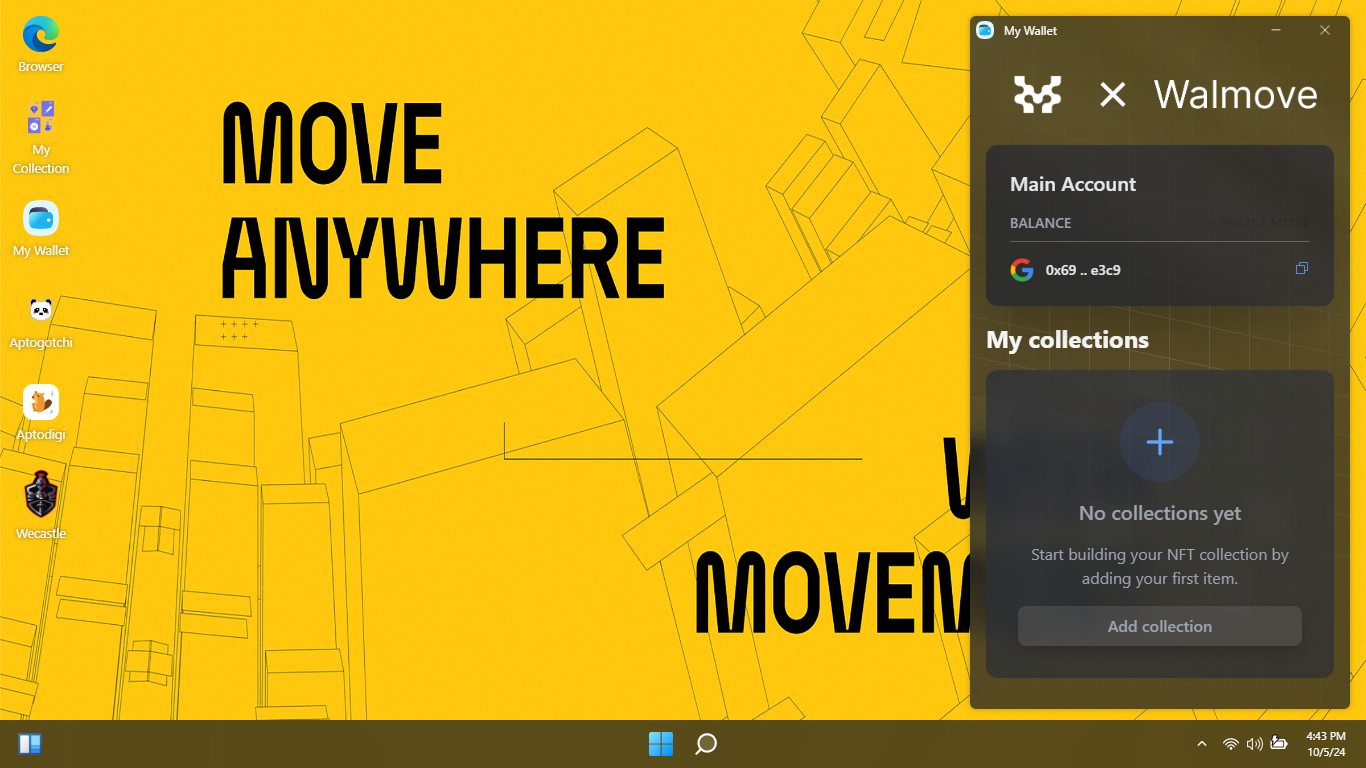 Browser
My
Collection
My Wallet
Aptogotchi
Aptodigi
Wecastle
MOVE
ANYWHERE
MOVEM
My Wallet
Walmove
Main Account
BALANCE
MOVE
0x69 .. e3c9
My collections
No collections yet
Start building your NFT collection by
adding your first item.
Add collection
4:43 PM
10/5/24